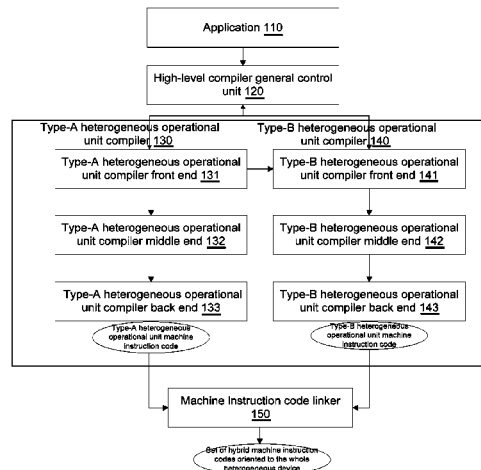 Application 110
High-level compiler general control
unit 120
Type-A heterogeneous operational
unit compiler 130
Type-B heterogeneous operational
unit compiler 140
Type-A heterogeneous operational
unit compiler front end 131
Type-B heterogeneous operational
unit compiler front end 141
Type-A heterogeneous operational
unit compiler middle end 132
Type-B heterogeneous operational
unit compiler middle end 142
Type-A heterogeneous operational
unit compiler back end 133
Type-B heterogeneous operational
unit compiler back end 143
Type-A heterogeneous
operational unit machine
instruction code
Type-B heterogeneous
operational unit machine
instruction code
Machine Instruction code linker
150
Set of hybrid machine instruction
codes oriented to the whole
heterogeneous device